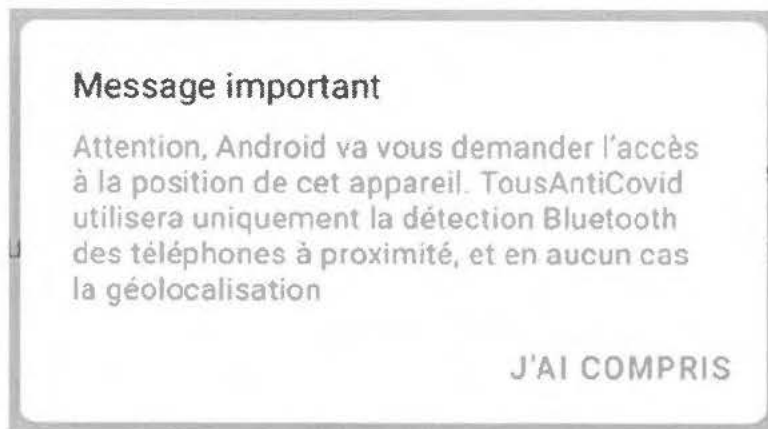 Message important
Attention, Android va vous demander l'accès
à la position de cet appareil. TousAntiCovid
utilisera uniquement la détection Bluetooth
des téléphones à proximité, et en aucun cas
la géolocalisation
J'AI COMPRIS